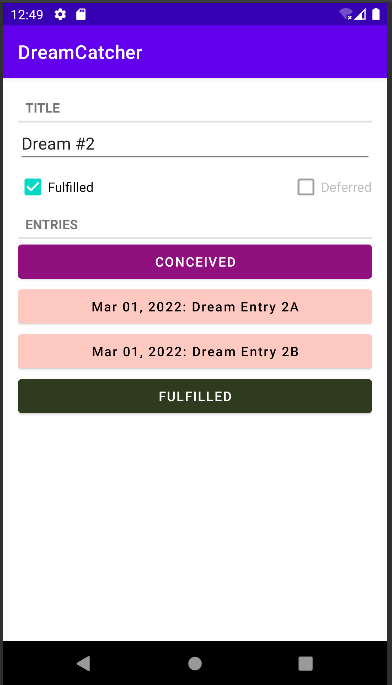 12:49
DreamCatcher
TITLE
Dream #2
Fulfilled
Deferred
ENTRIES
CONCEIVED
Mar 01, 2022: Dream Entry 2A
Mar 01, 2022: Dream Entry 2B
FULFILLED